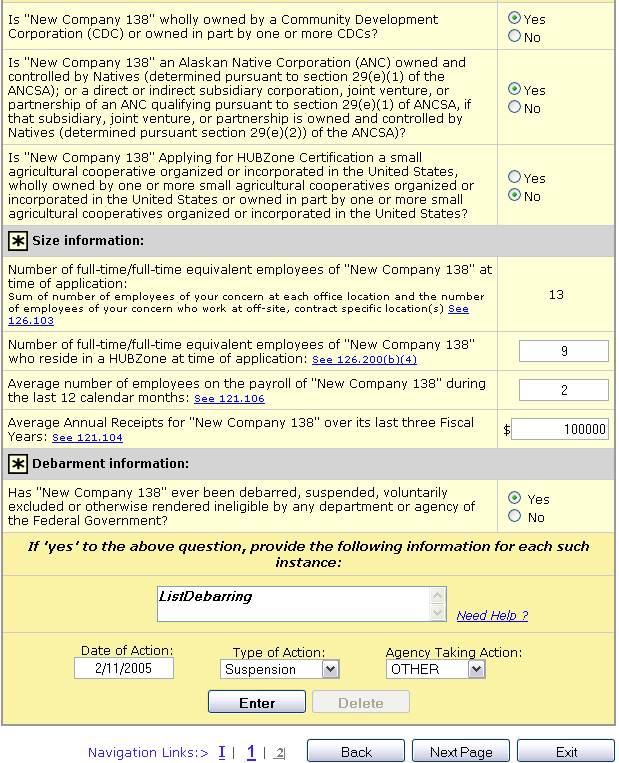 Is "New Company 138" wholly owned by a Community Development
Corporation (CDC) or owned in part by one or more CDCs?
Yes
No
Is "New Company 138" an Alaskan Native Corporation (ANC) owned and
controlled by Natives (determined pursuant to section 29(e)(1) of the
ANCSA); or a direct or indirect subsidiary corporation, joint venture, or
partnership of an ANC qualifying pursuant to section 29(e)(1) of ANCSA, if
that subsidiary, joint venture, or partnership is owned and controlled by
Natives (determined pursuant section 29(e)(2)) of the ANCSA)?
Yes
No
Is "New Company 138" Applying for HUBZone Certification a small
agricultural cooperative organized or incorporated in the United States,
wholly owned by one or more small agricultural cooperatives organized or
incorporated in the United States or owned in part by one or more small
agricultural cooperatives organized or incorporated in the United States?
Yes
No
* Size information:
Number of full-time/full-time equivalent employees of "New Company 138" at
time of application:
Sum of number of employees of your concern at each office location and the number
of employees of your concern who work at off-site, contract specific location(s) See
126.103
13
Number of full-time/full-time equivalent employees of "New Company 138"
who reside in a HUBZone at time of application: See 126.200(b)(4)
9
Average number of employees on the payroll of "New Company 138" during
the last 12 calendar months: See 121.106
2
Average Annual Receipts for "New Company 138" over its last three Fiscal
Years: See 121.104
$ 100000
* Debarment information:
Has "New Company 138" ever been debarred, suspended, voluntarily
excluded or otherwise rendered ineligible by any department or agency of
the Federal Government?
Yes
No
If 'yes' to the above question, provide the following information for each such
instance:
ListDebarring
Need Help ?
Date of Action: Type of Action: Agency Taking Action:
2/11/2005 Suspension OTHER
Enter Delete
Navigation Links:> I | 1 | 2 Back Next Page Exit